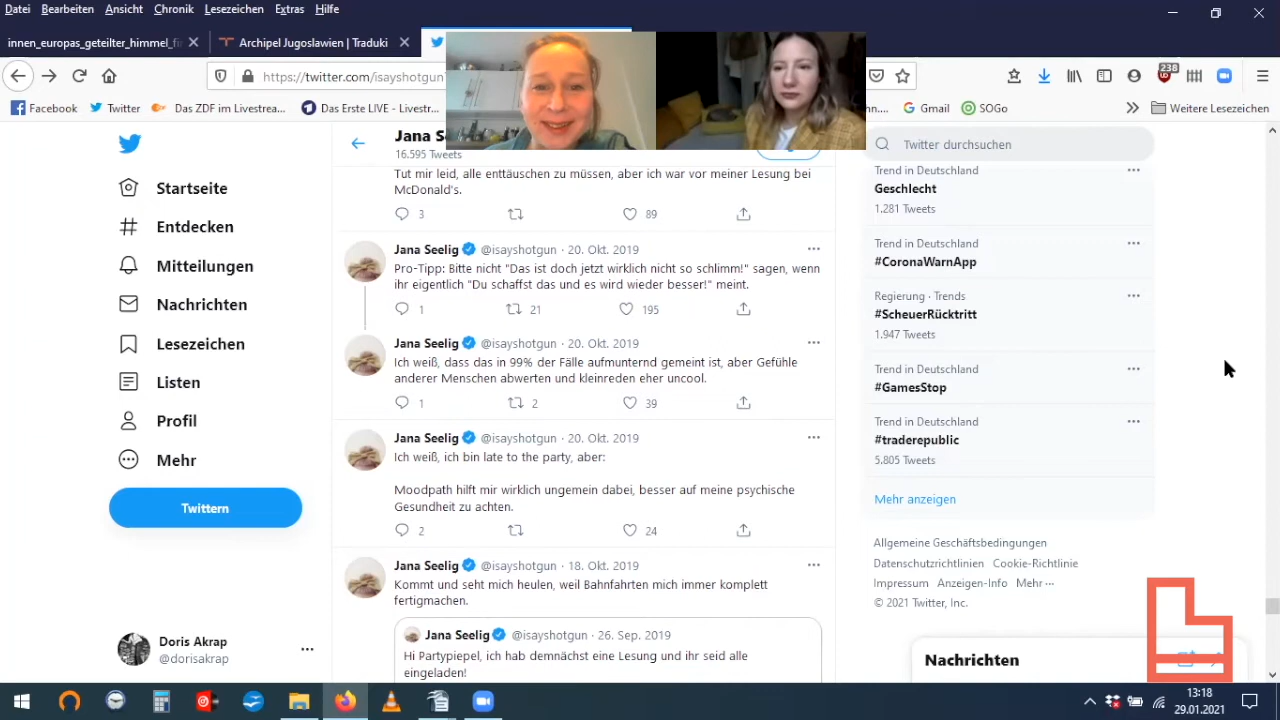 Datei Bearbeiten Ansicht Chronik Lesezeichen Extras Hilfe
innen_europas_geteilter_himmel_fi
Archipel Jugoslawien | Traduki
https://twitter.com/isayshotgun
238
Facebook
Twitter
Das ZDF im Livestrea...
Das Erste LIVE - Livest...
Gmail
SOGo
Weitere Lesezeichen
Startseite
Entdecken
Mitteilungen
Nachrichten
Lesezeichen
Listen
Profil
Mehr
Twittern
Doris Akrap
@dorisakrap
Jana
16.595 Tweets
Tut mir leid, alle enttäuschen zu müssen, aber ich war vor meiner Lesung bei
McDonald's.
3 89
Jana Seelig @isayshotgun · 20. Okt. 2019
Pro-Tipp: Bitte nicht "Das ist doch jetzt wirklich nicht so schlimm!" sagen, wenn
ihr eigentlich "Du schaffst das und es wird wieder besser!" meint.
1 21 195
Jana Seelig @isayshotgun · 20. Okt. 2019
Ich weiß, dass das in 99% der Fälle aufmunternd gemeint ist, aber Gefühle
anderer Menschen abwerten und kleinreden eher uncool.
1 2 39
Jana Seelig @isayshotgun · 20. Okt. 2019
Ich weiß, ich bin late to the party, aber:
Moodpath hilft mir wirklich ungemein dabei, besser auf meine psychische
Gesundheit zu achten.
2 24
Jana Seelig @isayshotgun · 18. Okt. 2019
Kommt und seht mich heulen, weil Bahnfahrten mich immer komplett
fertigmachen.
Jana Seelig @isayshotgun · 26. Sep. 2019
Hi Partypiepel, ich hab demnächst eine Lesung und ihr seid alle
eingeladen!
Twitter durchsuchen
Trend in Deutschland
Geschlecht
1.281 Tweets
Trend in Deutschland
#CoronaWarnApp
Regierung · Trends
#ScheuerRücktritt
1.947 Tweets
Trend in Deutschland
#GamesStop
Trend in Deutschland
#traderepublic
5.805 Tweets
Mehr anzeigen
Allgemeine Geschäftsbedingungen
Datenschutzrichtlinien Cookie-Richtlinie
Impressum Anzeigen-Info Mehr ···
© 2021 Twitter, Inc.
Nachrichten
13:18
29.01.2021